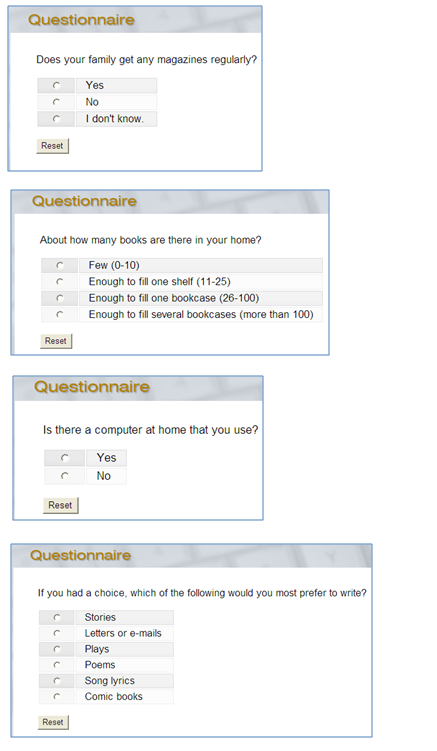 Questionnaire
Does your family get any magazines regularly?
Yes
No
I don't know.
Reset
Questionnaire
About how many books are there in your home?
Few (0-10)
Enough to fill one shelf (11-25)
Enough to fill one bookcase (26-100)
Enough to fill several bookcases (more than 100)
Reset
Questionnaire
Is there a computer at home that you use?
Yes
No
Reset
Questionnaire
If you had a choice, which of the following would you most prefer to write?
Stories
Letters or e-mails
Plays
Poems
Song lyrics
Comic books
Reset